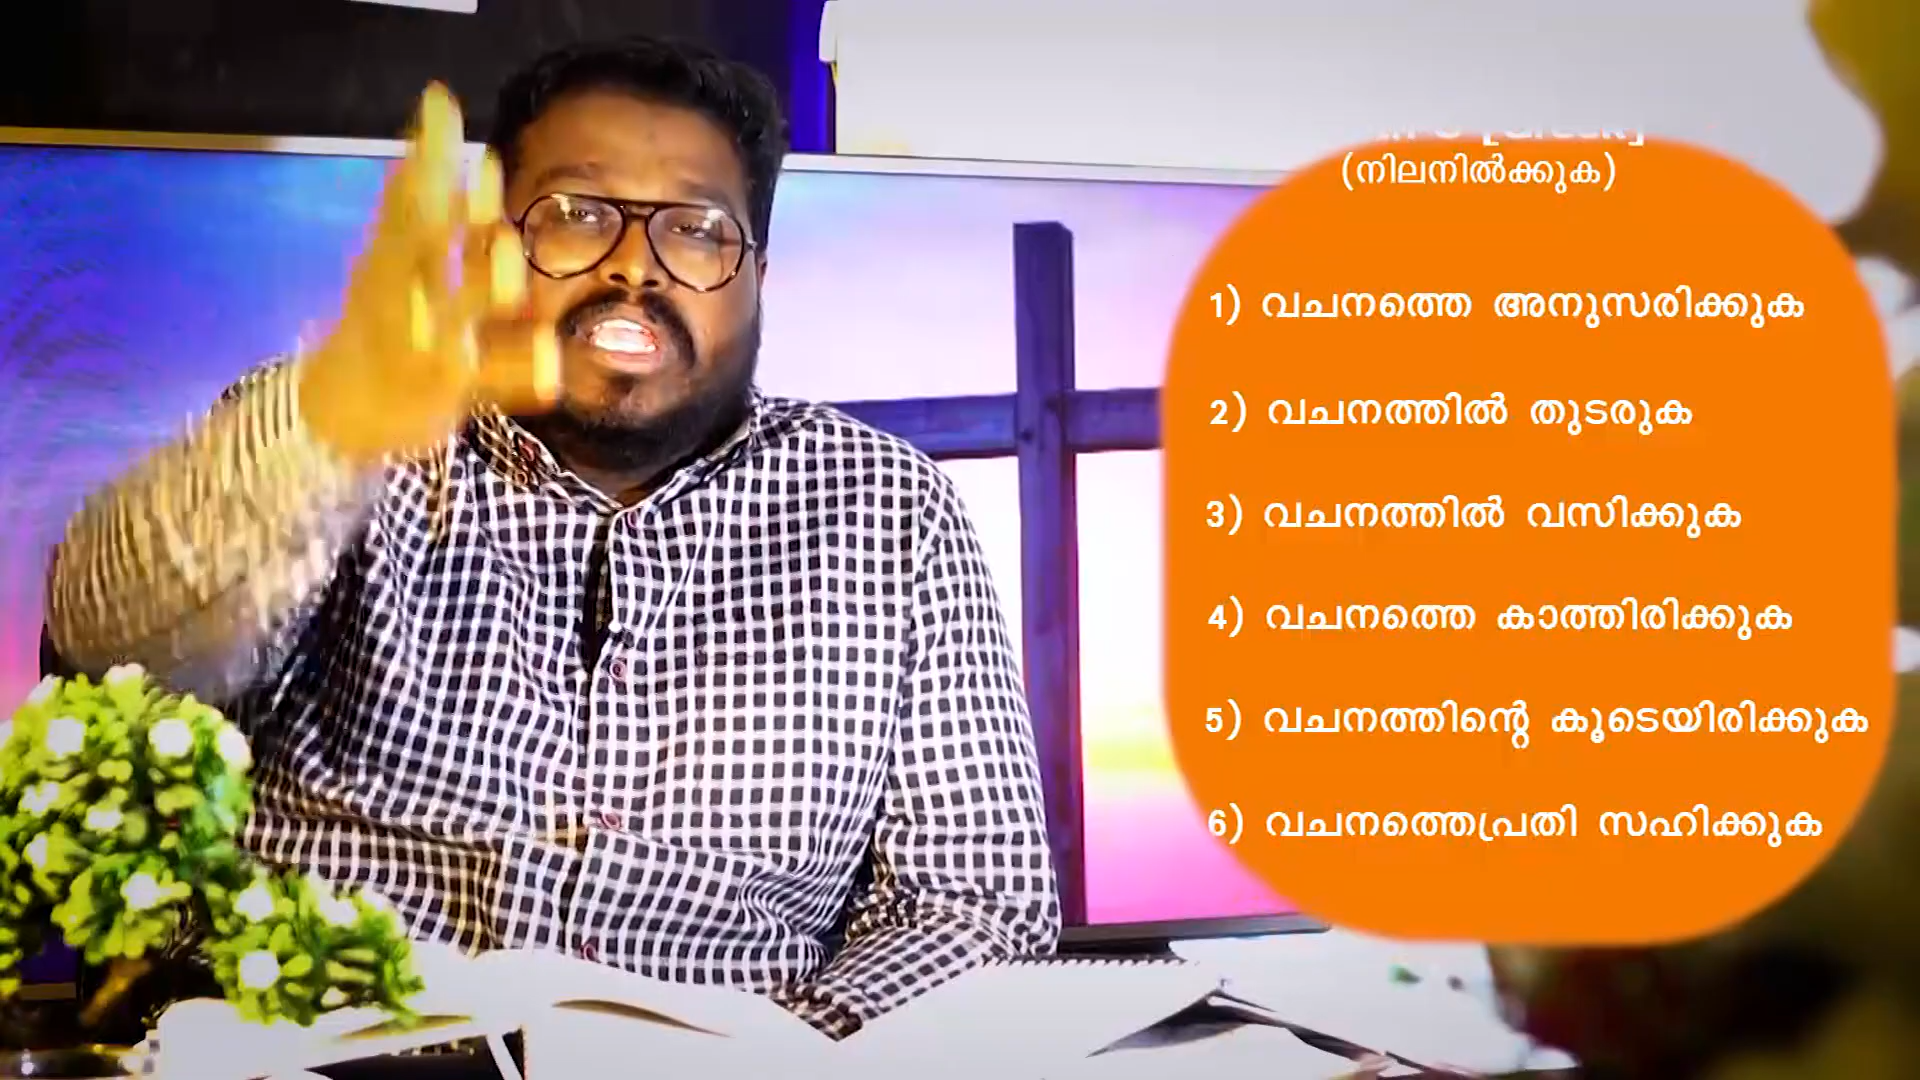 (നിലനിൽക്കുക)
1) വചനത്തെ അനുസരിക്കുക
2) വചനത്തിൽ തുടരുക
3) വചനത്തിൽ വസിക്കുക
4) വചനത്തെ കാത്തിരിക്കുക
5) വചനത്തിന്റെ കൂടെയിരിക്കുക
6) വചനത്തെപ്രതി സഹിക്കുക